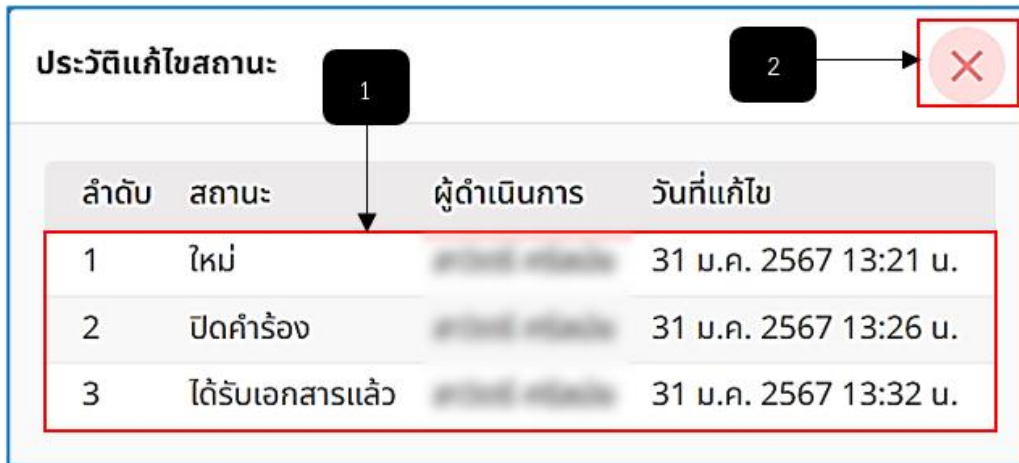 ประวัติแก้ไขสถานะ
1
2
ลำดับ สถานะ ผู้ดำเนินการ วันที่แก้ไข
1 ใหม่ 31 ม.ค. 2567 13:21 น.
2 ปิดคำร้อง 31 ม.ค. 2567 13:26 น.
3 ได้รับเอกสารแล้ว 31 ม.ค. 2567 13:32 น.